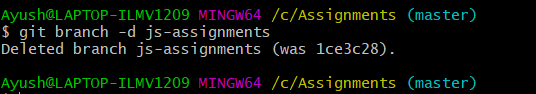 Ayush@LAPTOP-ILMV1209 MINGW64 /c/Assignments (master)
$ git branch -d js-assignments
Deleted branch js-assignments (was 1ce3c28).
Ayush@LAPTOP-ILMV1209 MINGW64 /c/Assignments (master)